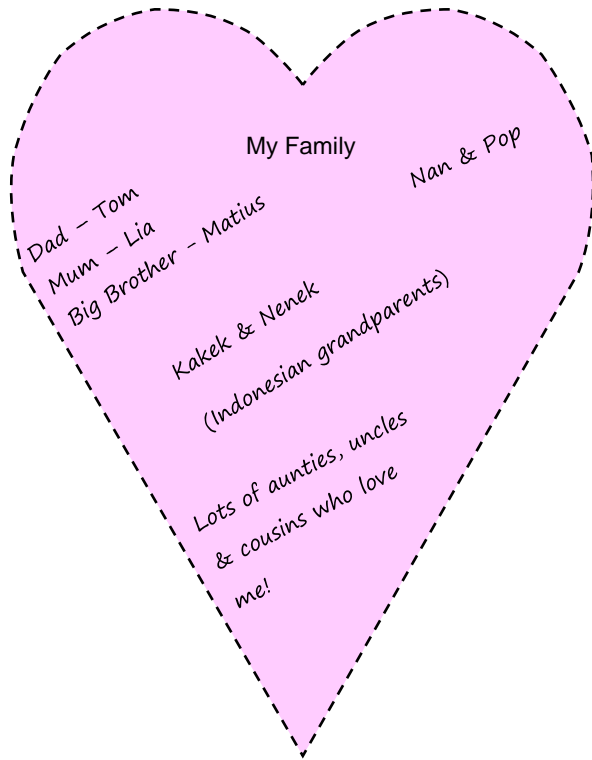 My Family
Nan & Pop
Dad – Tom
Mum – Lia
Big Brother - Matius
Kakek & Nenek
(Indonesian grandparents)
Lots of aunties, uncles
& cousins who love
me!